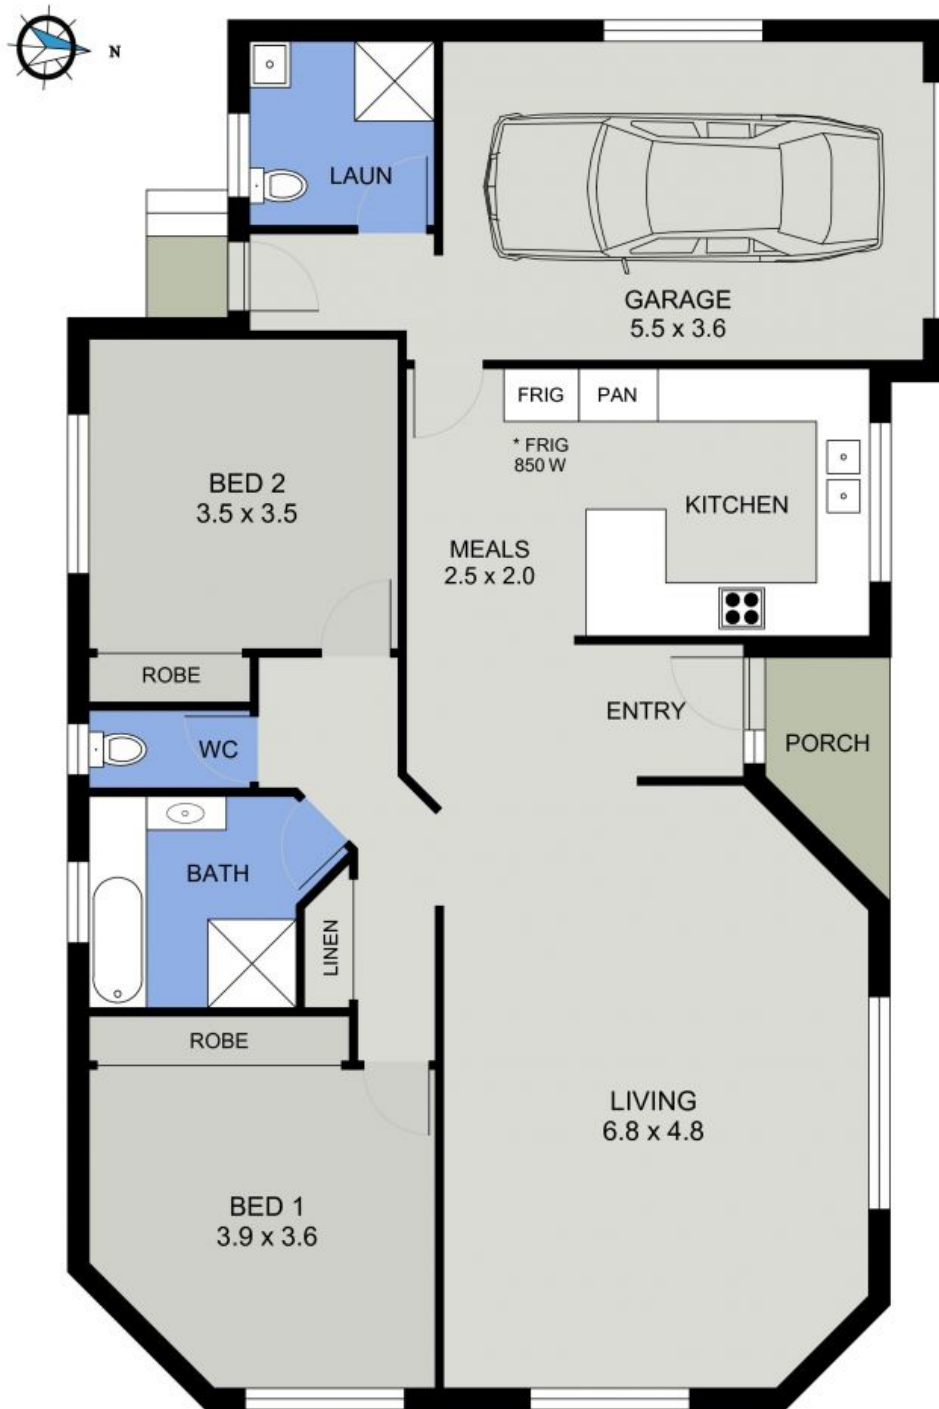 N
LAUN
GARAGE
5.5 x 3.6
FRIG
PAN
* FRIG
850 W
BED 2
3.5 x 3.5
KITCHEN
MEALS
2.5 x 2.0
ROBE
ENTRY
WC
PORCH
BATH
LINEN
ROBE
LIVING
6.8 x 4.8
BED 1
3.9 x 3.6